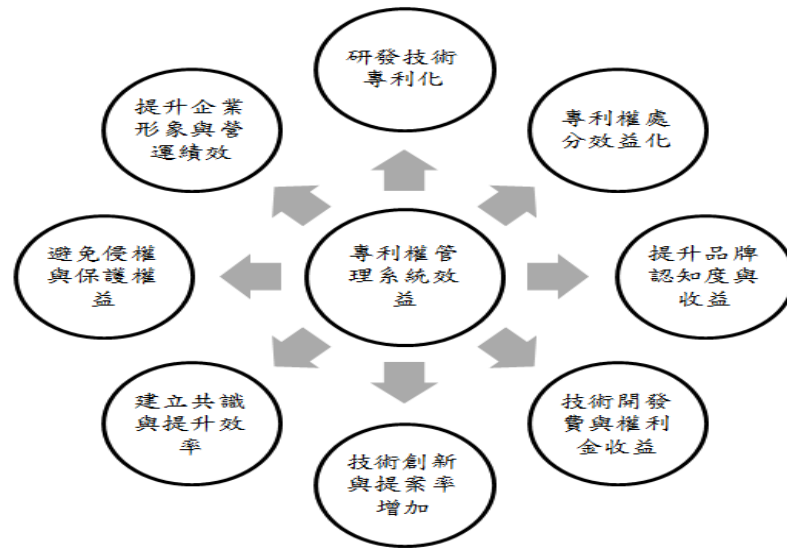 研發技術
專利化
提升企業
形象與營
運績效
專利權處
分效益化
避免侵權
與保護權
益
專利權管
理系統效
益
提升品牌
認知度與
收益
建立共識
與提升效
率
技術創新
與提案率
增加
技術開發
費與權利
金收益